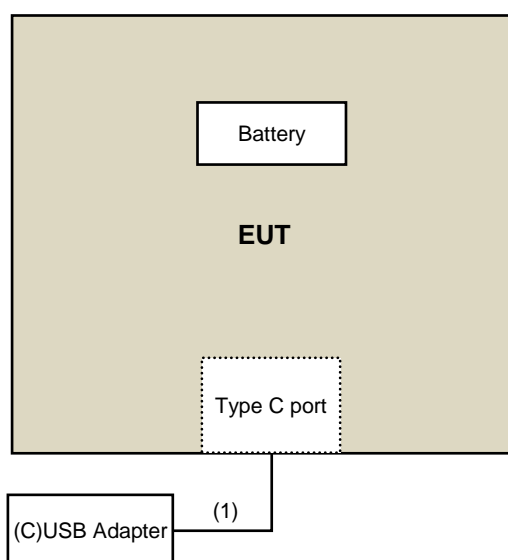 Battery
EUT
Type C port
(1)
(C)USB Adapter